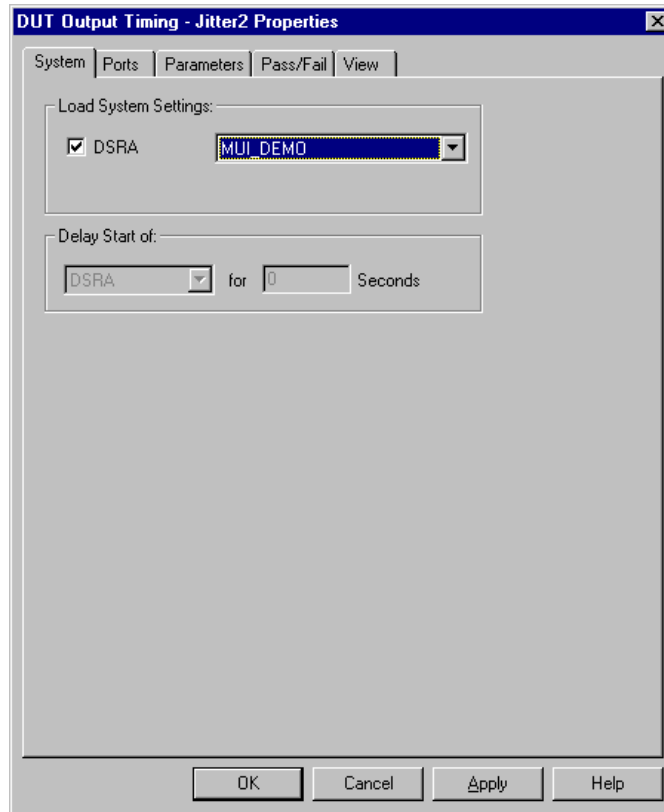 DUT Output Timing - Jitter2 Properties
System Ports Parameters Pass/Fail View
Load System Settings:
DSRA MUI_DEMO
Delay Start of:
DSRA for 0 Seconds
OK Cancel Apply Help